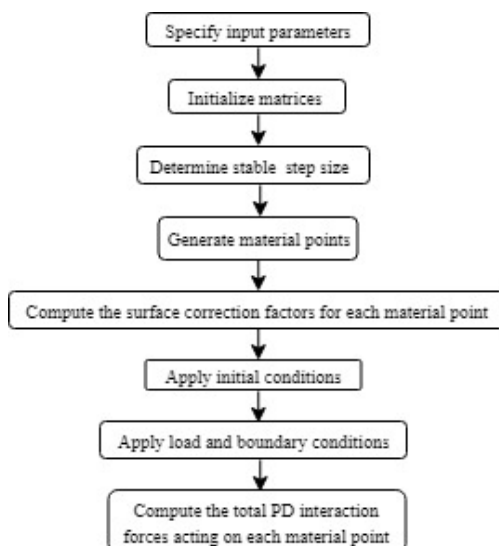 Specify input parameters
Initialize matrices
Determine stable step size
Generate material points
Compute the surface correction factors for each material point
Apply initial conditions
Apply load and boundary conditions
Compute the total PD interaction
forces acting on each material point